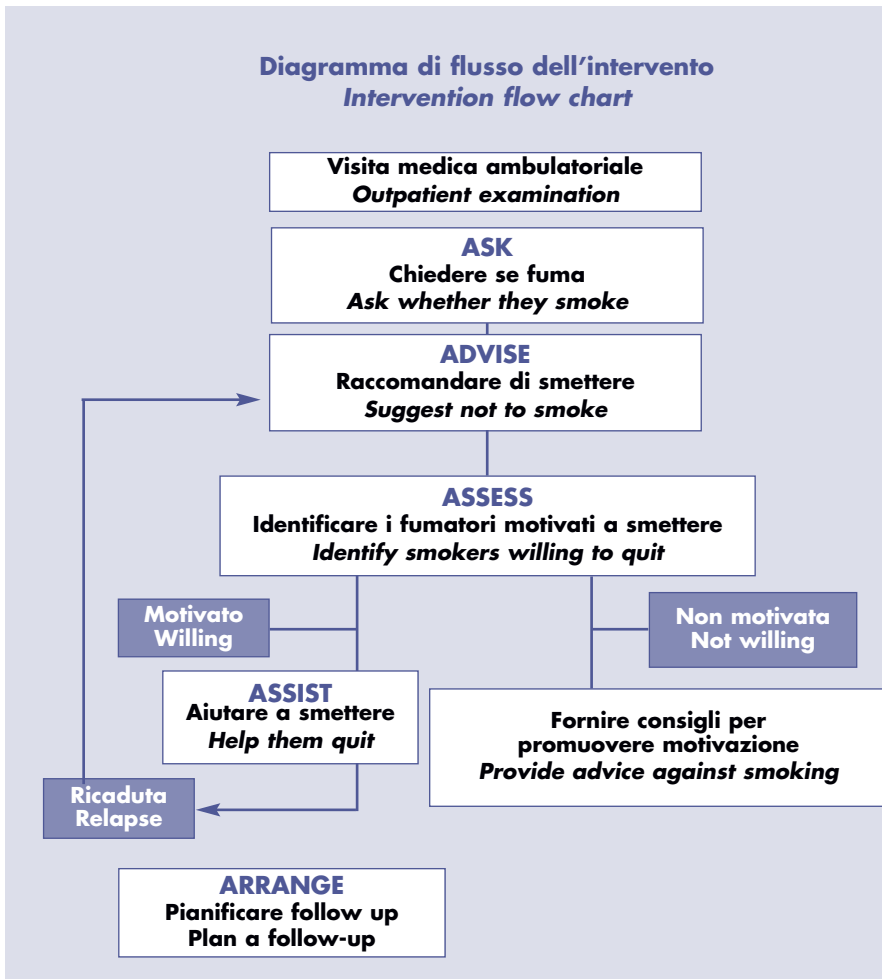 Diagramma di flusso dell'intervento
Intervention flow chart
Visita medica ambulatoriale
Outpatient examination
ASK
Chiedere se fuma
Ask whether they smoke
ADVISE
Raccomandare di smettere
Suggest not to smoke
ASSESS
Identificare i fumatori motivati a smettere
Identify smokers willing to quit
Motivato
Willing
Non motivata
Not willing
ASSIST
Aiutare a smettere
Help them quit
Fornire consigli per
promuovere motivazione
Provide advice against smoking
Ricaduta
Relapse
ARRANGE
Pianificare follow up
Plan a follow-up